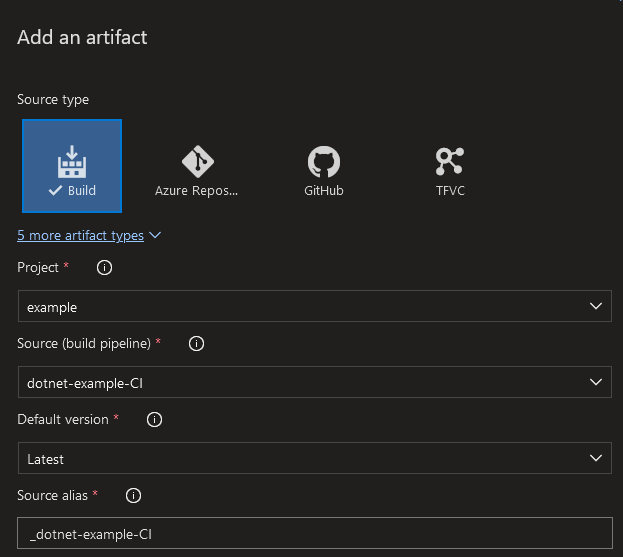 Add an artifact
Source type
Build
Azure Repos...
GitHub
TFVC
5 more artifact types
Project *
example
Source (build pipeline) *
dotnet-example-CI
Default version *
Latest
Source alias *
_dotnet-example-CI